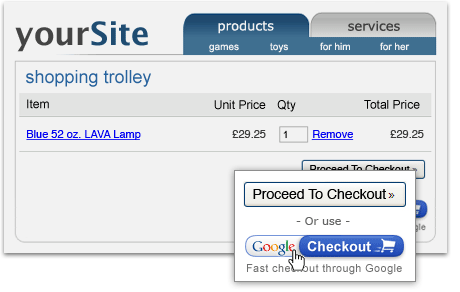 yourSite
products services
games toys for him for her
shopping trolley
Item Unit Price Qty Total Price
Blue 52 oz. LAVA Lamp £29.25 1 Remove £29.25
Proceed To Checkout»
Proceed To Checkout»
- Or use -
Google Checkout
Fast checkout through Google